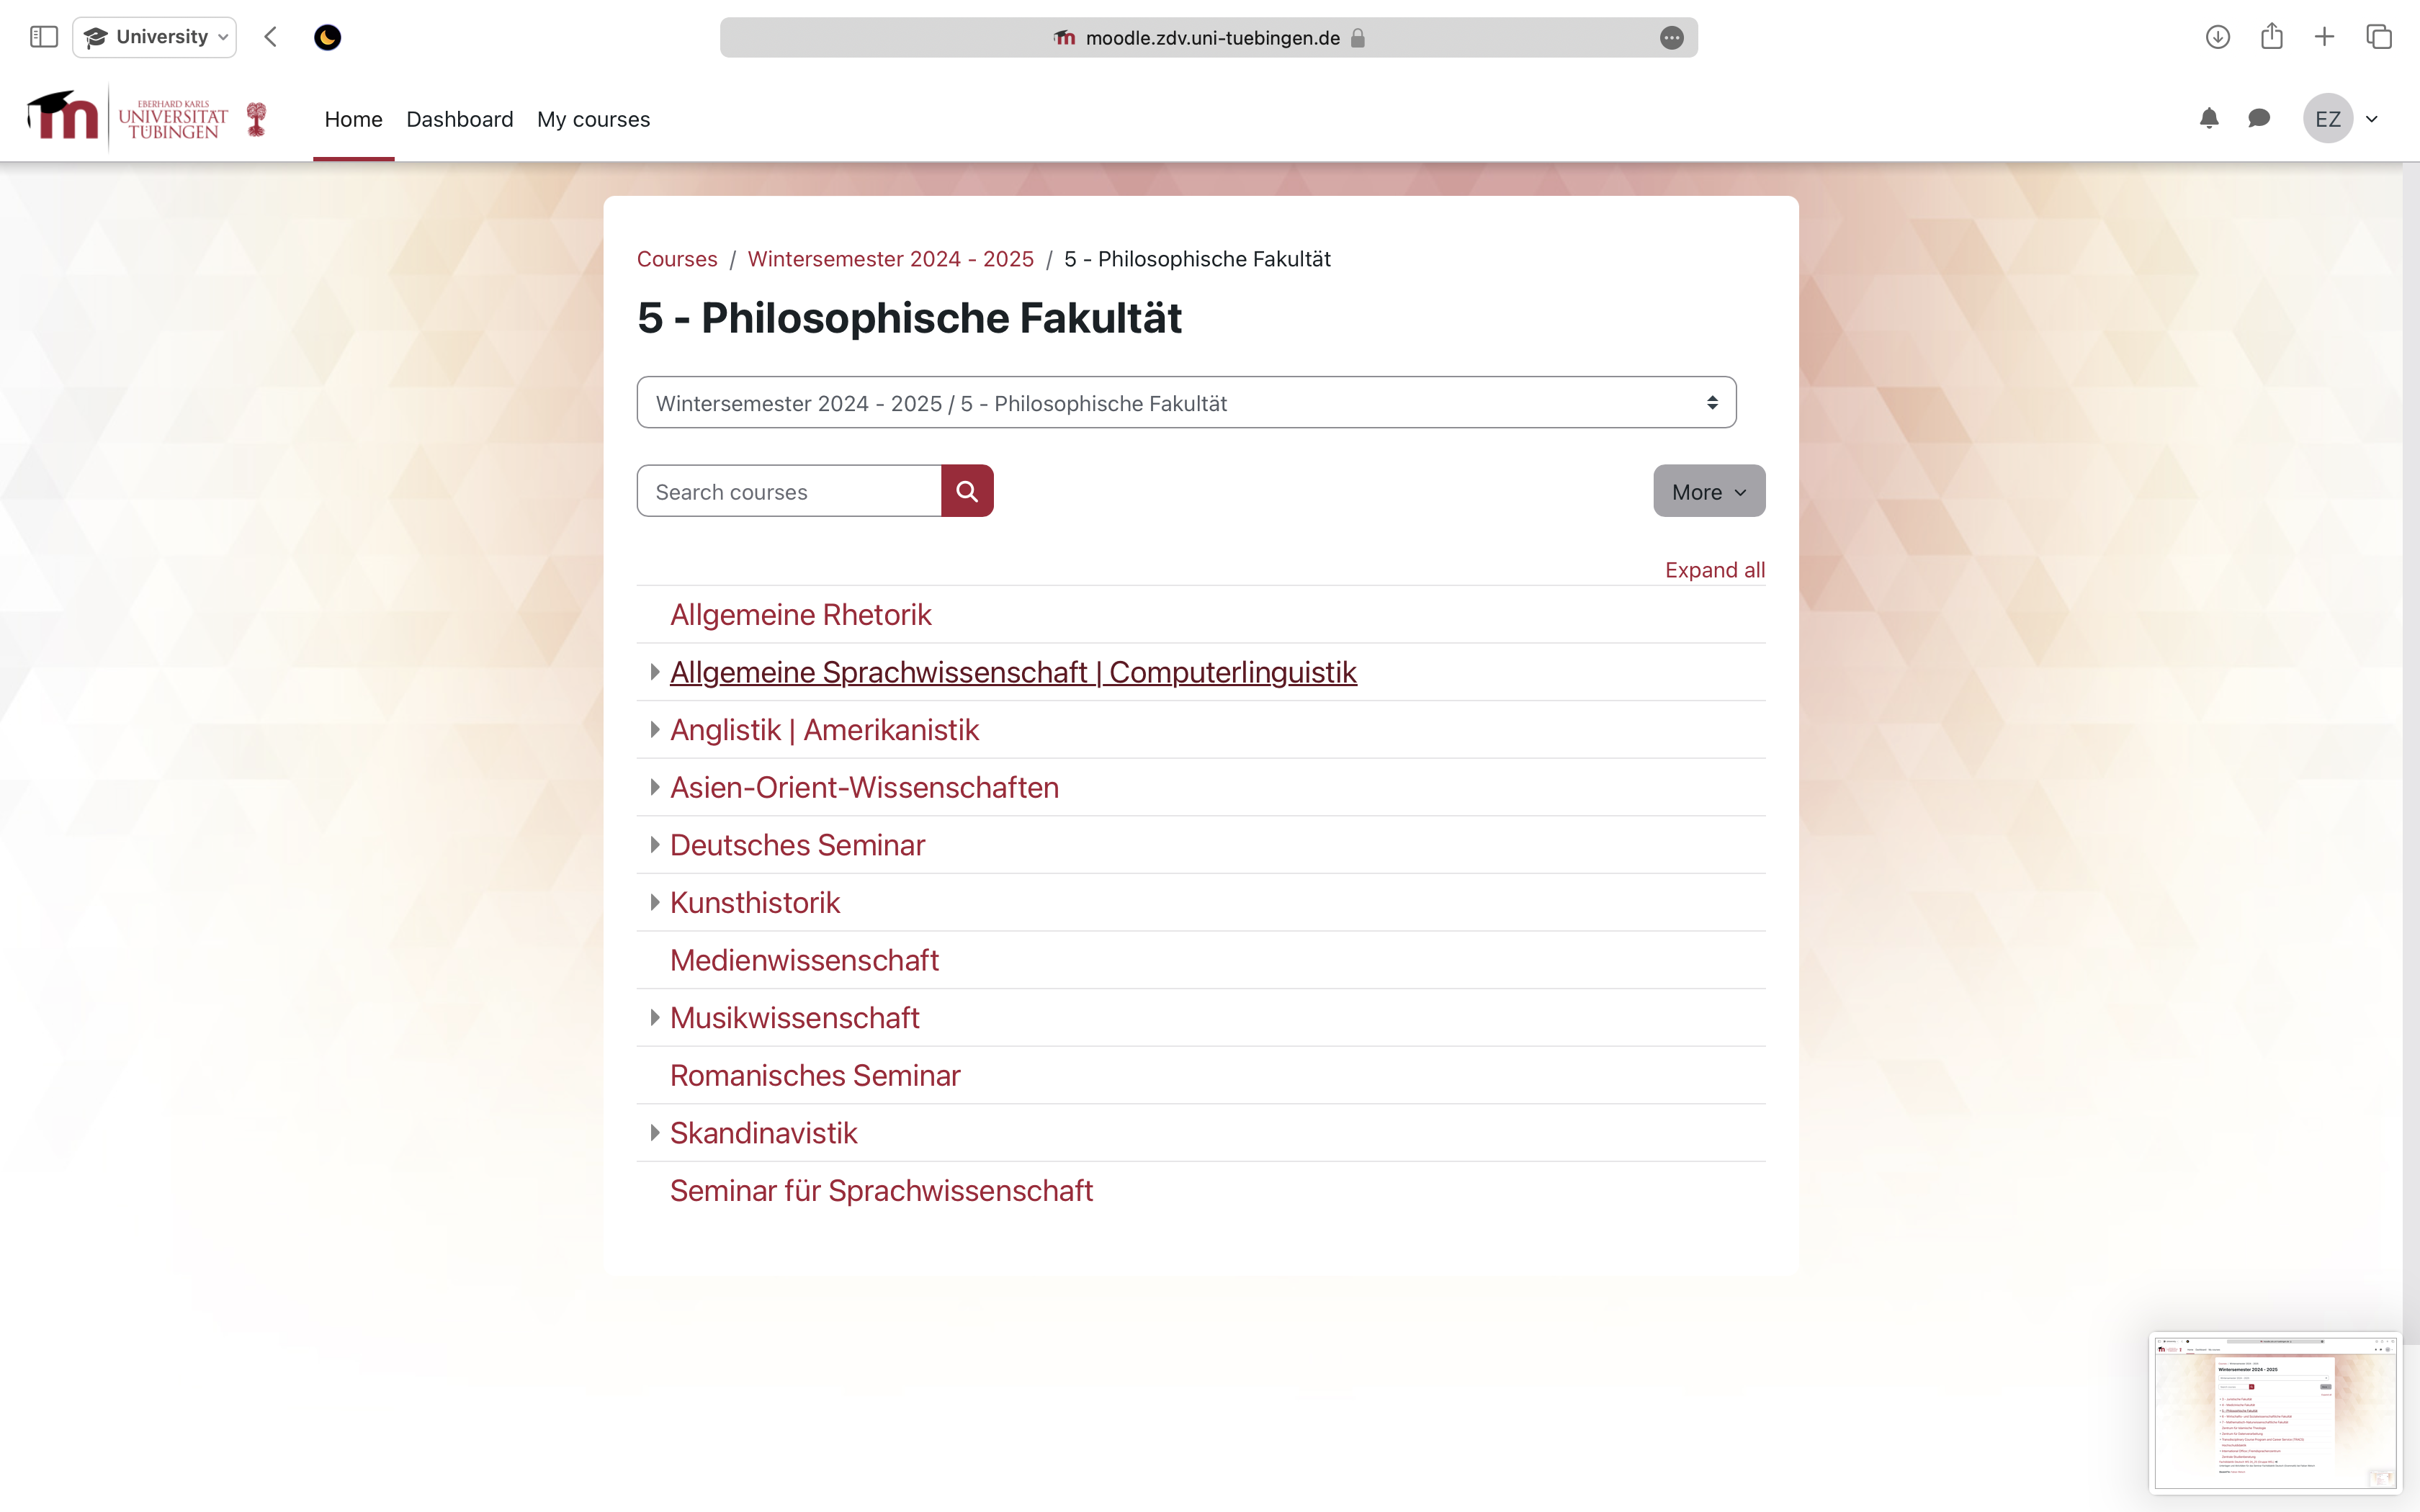 University
moodle.zdv.uni-tuebingen.de
EBERHARD KARLS
UNIVERSITÄT
TÜBINGEN
Home Dashboard My courses
EZ
Courses / Wintersemester 2024 - 2025 / 5 - Philosophische Fakultät
5 - Philosophische Fakultät
Wintersemester 2024 - 2025 / 5 - Philosophische Fakultät
Search courses
More
Expand all
Allgemeine Rhetorik
Allgemeine Sprachwissenschaft | Computerlinguistik
Anglistik | Amerikanistik
Asien-Orient-Wissenschaften
Deutsches Seminar
Kunsthistorik
Medienwissenschaft
Musikwissenschaft
Romanisches Seminar
Skandinavistik
Seminar für Sprachwissenschaft
Wintersemester 2024 - 2025